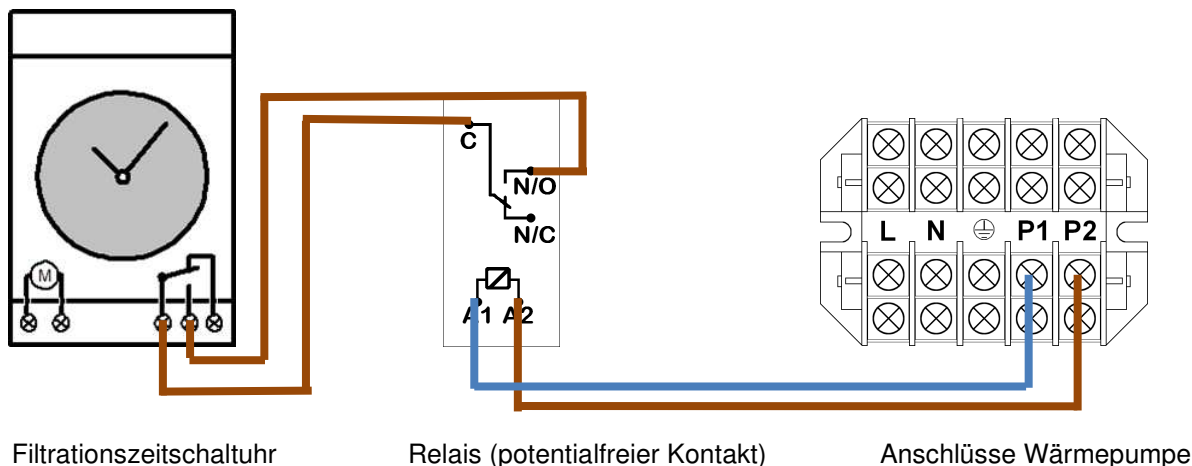 M
C
N/O
N/C
A1 A2
L N P1 P2
Filtrationszeitschaltuhr Relais (potentialfreier Kontakt) Anschlüsse Wärmepumpe